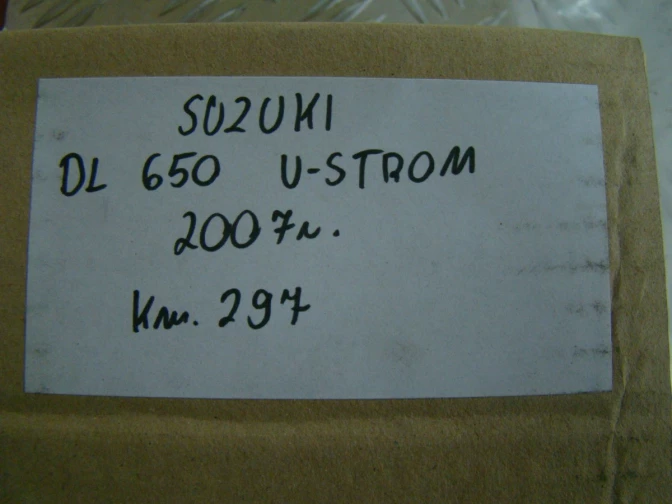 SUZUKI
DL 650 U-STROM
2007г.
Км. 297